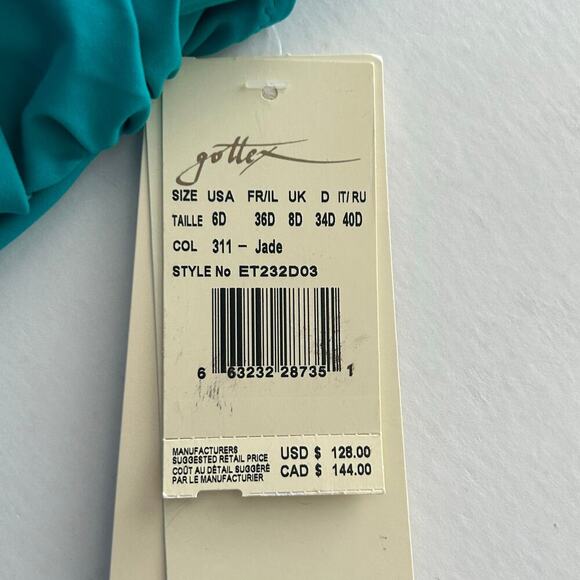 gottex
SIZE USA FR/IL UK D IT/RU
TAILLE 6D 36D 8D 34D 40D
COL 311 – Jade
STYLE No ET232D03
6 63232 28735 1
MANUFACTURERS
SUGGESTED RETAIL PRICE USD $ 128.00
COÛT AU DÉTAIL SUGGÉRÉ
PAR LE MANUFACTURIER CAD $ 144.00